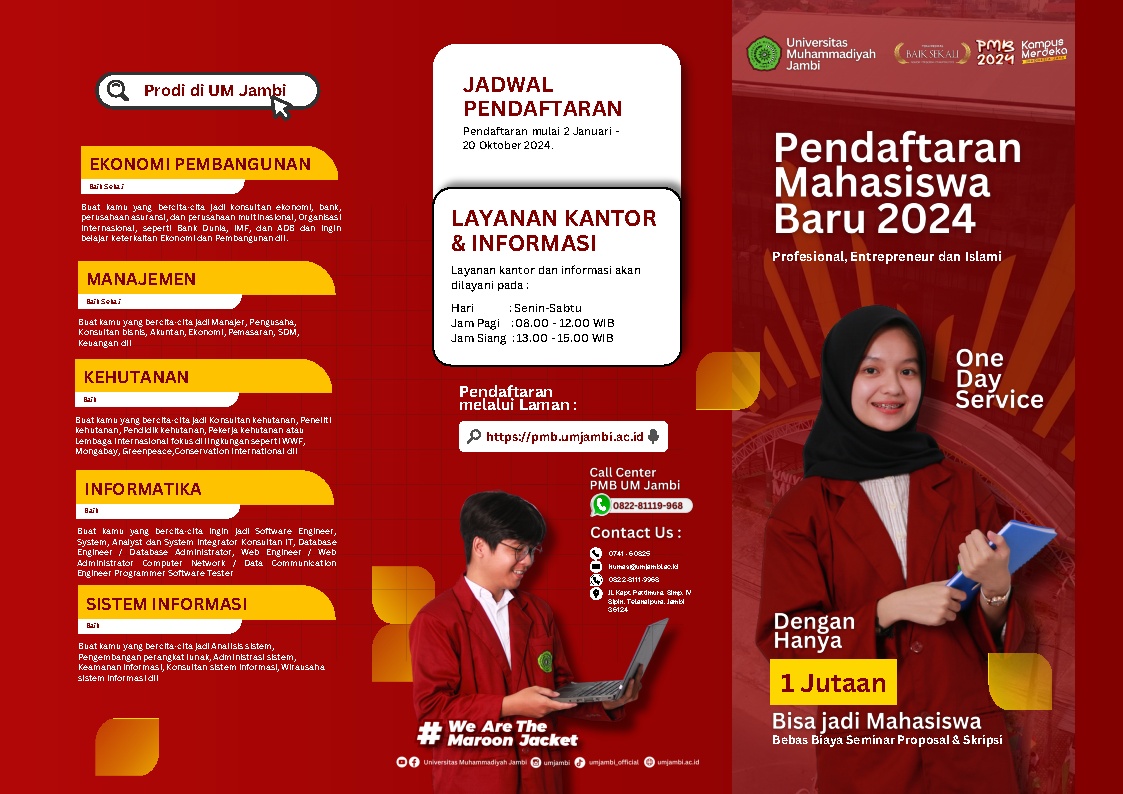 Prodi di UM Jambi
EKONOMI PEMBANGUNAN
Baik Sekali
Buat kamu yang bercita-cita jadi konsultan ekonomi, bank,
perusahaan asuransi, dan perusahaan multinasional, Organisasi
Internasional, seperti Bank Dunia, IMF, dan ADB dan ingin
belajar keterkaitan Ekonomi dan Pembangunan dll.
MANAJEMEN
Baik Sekali
Buat kamu yang bercita-cita jadi Manajer, Pengusaha,
Konsultan bisnis, Akuntan, Ekonomi, Pemasaran, SDM,
Keuangan dll
KEHUTANAN
Baik
Buat kamu yang bercita-cita jadi Konsultan kehutanan, Peneliti
kehutanan, Pendidik kehutanan, Pekerja kehutanan atau
Lembaga Internasional fokus di lingkungan seperti WWF,
Mongabay, Greenpeace,Conservation International dll
INFORMATIKA
Baik
Buat kamu yang bercita-cita ingin jadi Software Engineer,
System, Analyst dan System Integrator Konsultan IT, Database
Engineer / Database Administrator, Web Engineer / Web
Administrator Computer Network / Data Communication
Engineer Programmer Software Tester
SISTEM INFORMASI
Baik
Buat kamu yang bercita-cita jadi Analisis sistem,
Pengembangan perangkat lunak, Administrasi sistem,
Keamanan informasi, Konsultan sistem informasi, Wirausaha
sistem informasi dll
JADWAL
PENDAFTARAN
Pendaftaran mulai 2 Januari -
20 Oktober 2024.
LAYANAN KANTOR
& INFORMASI
Layanan kantor dan informasi akan
dilayani pada :
Hari : Senin-Sabtu
Jam Pagi : 08.00 - 12.00 WIB
Jam Siang : 13.00 - 15.00 WIB
Pendaftaran
melalui Laman :
https://pmb.umjambi.ac.id
Call Center
PMB UM Jambi
0822-81119-968
Contact Us :
0741 - 60825
humas@umjambi.ac.id
0822-8111-9968
Jl. Kapt. Pattimura, Simp. IV
Sipin, Telanaipura, Jambi
36124
# We Are The
Maroon Jacket
Universitas Muhammadiyah Jambi umjambi umjambi_official umjambi.ac.id
Universitas
Muhammadiyah
Jambi
BAIK SEKALI
PMB
2024
Kampus
Merdeka
Pendaftaran
Mahasiswa
Baru 2024
Profesional, Entrepreneur dan Islami
One
Day
Service
Dengan
Hanya
1 Jutaan
Bisa jadi Mahasiswa
Bebas Biaya Seminar Proposal & Skripsi